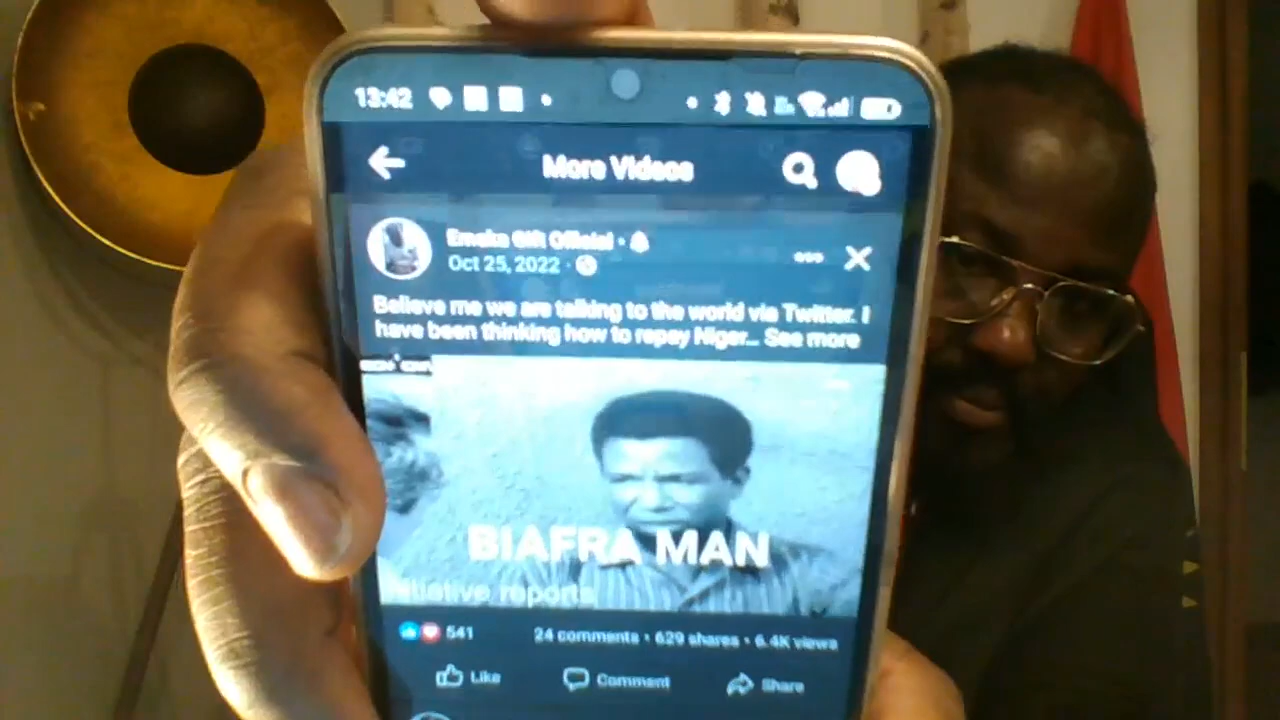 13:42
More Videos
Emeka Gift Official
Oct 25, 2022 ·
Believe me we are talking to the world via Twitter. I
have been thinking how to repay Niger... See more
BIAFRA MAN
reports
541 24 comments · 629 shares · 6.4K views
Like Comment Share